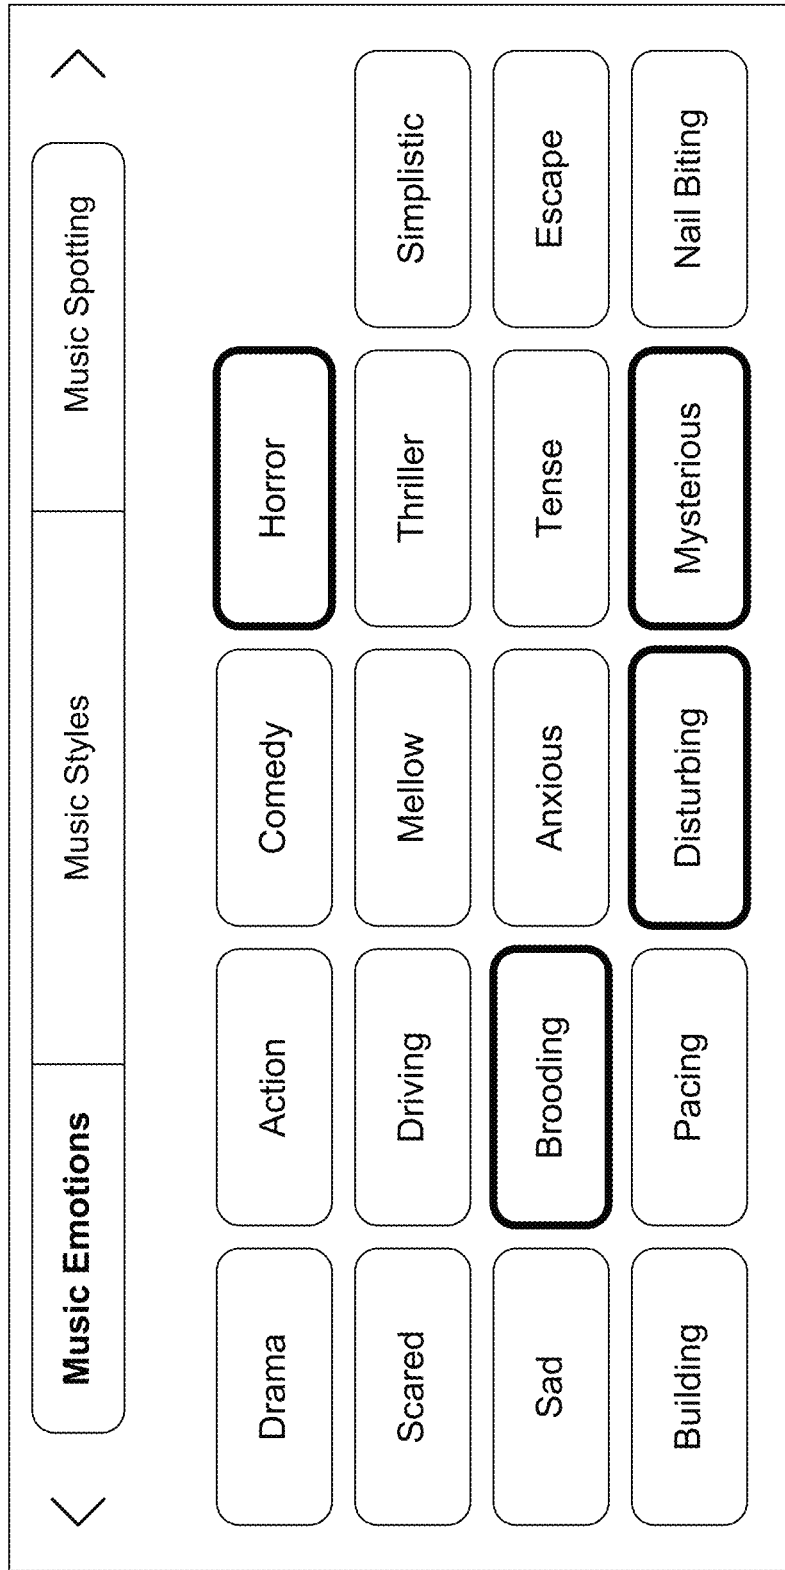 Music Emotions Music Styles Music Spotting
Drama Action Comedy Horror
Scared Driving Mellow Thriller Simplistic
Sad Brooding Anxious Tense Escape
Building Pacing Disturbing Mysterious Nail Biting